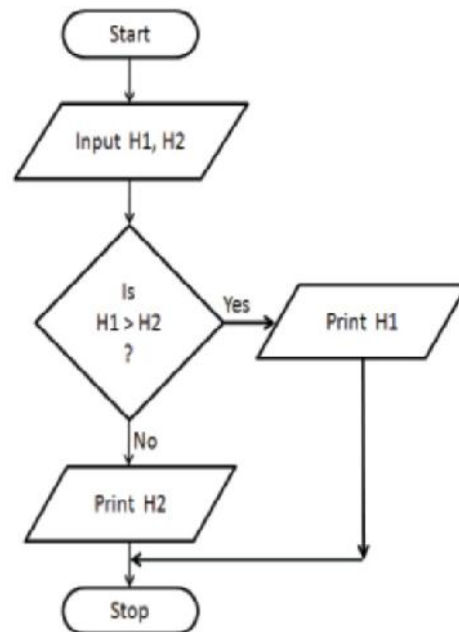 Start
Input H1, H2
Is
H1 > H2
?
Yes
Print H1
No
Print H2
Stop